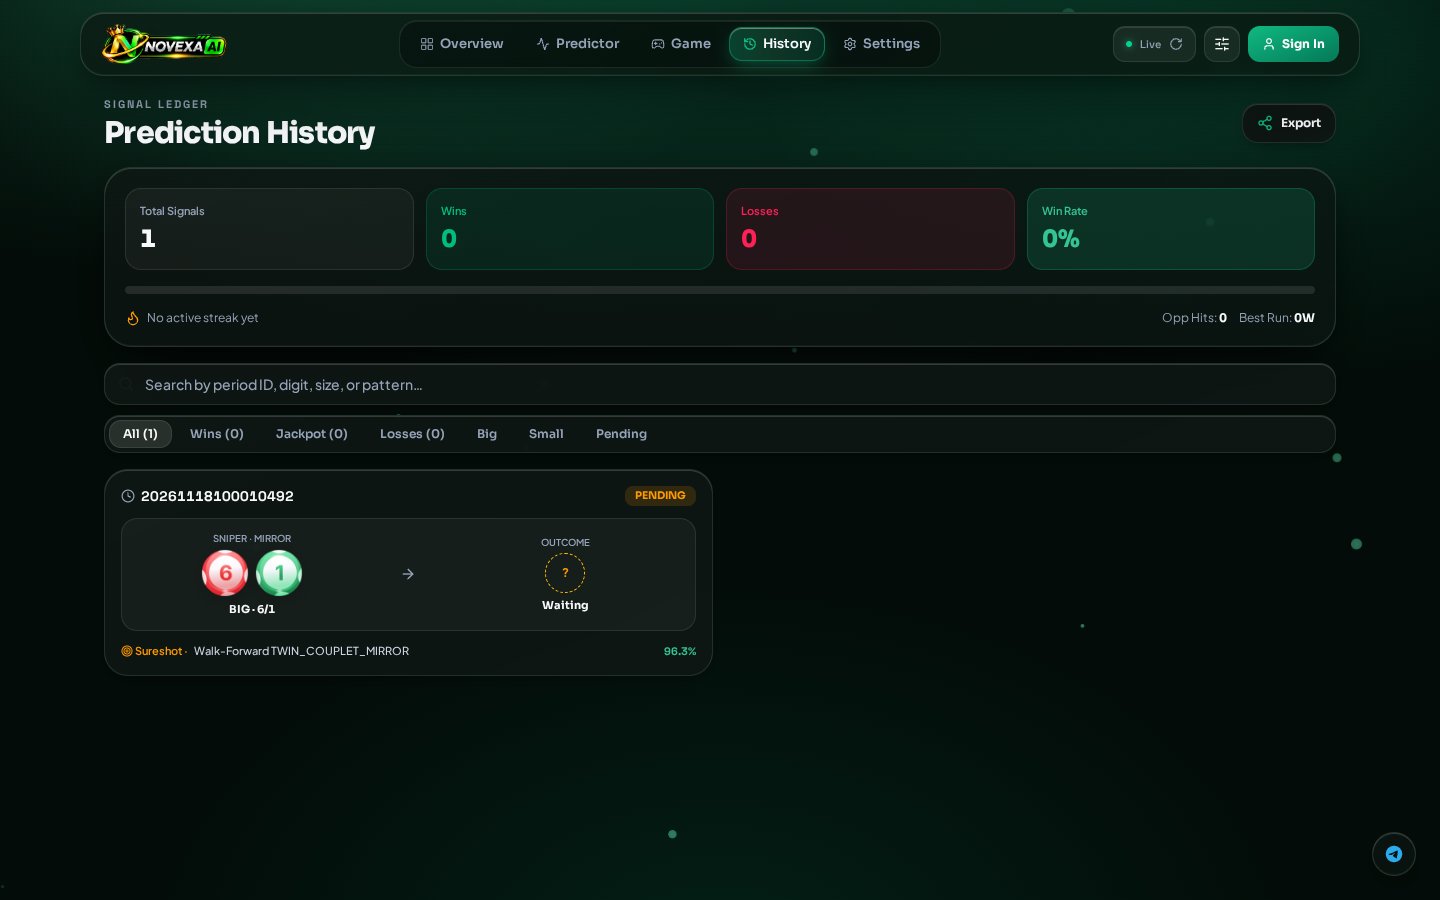 NOVEXA AI
Overview
Predictor
Game
History
Settings
Live
Sign In
SIGNAL LEDGER
Prediction History
Export
Total Signals
1
Wins
0
Losses
0
Win Rate
0%
No active streak yet
Opp Hits: 0
Best Run: 0W
Search by period ID, digit, size, or pattern...
All (1)
Wins (0)
Jackpot (0)
Losses (0)
Big
Small
Pending
20261118100010492
PENDING
SNIPER · MIRROR
6
1
BIG · 6/1
OUTCOME
?
Waiting
Sureshot · Walk-Forward TWIN_COUPLET_MIRROR
96.3%